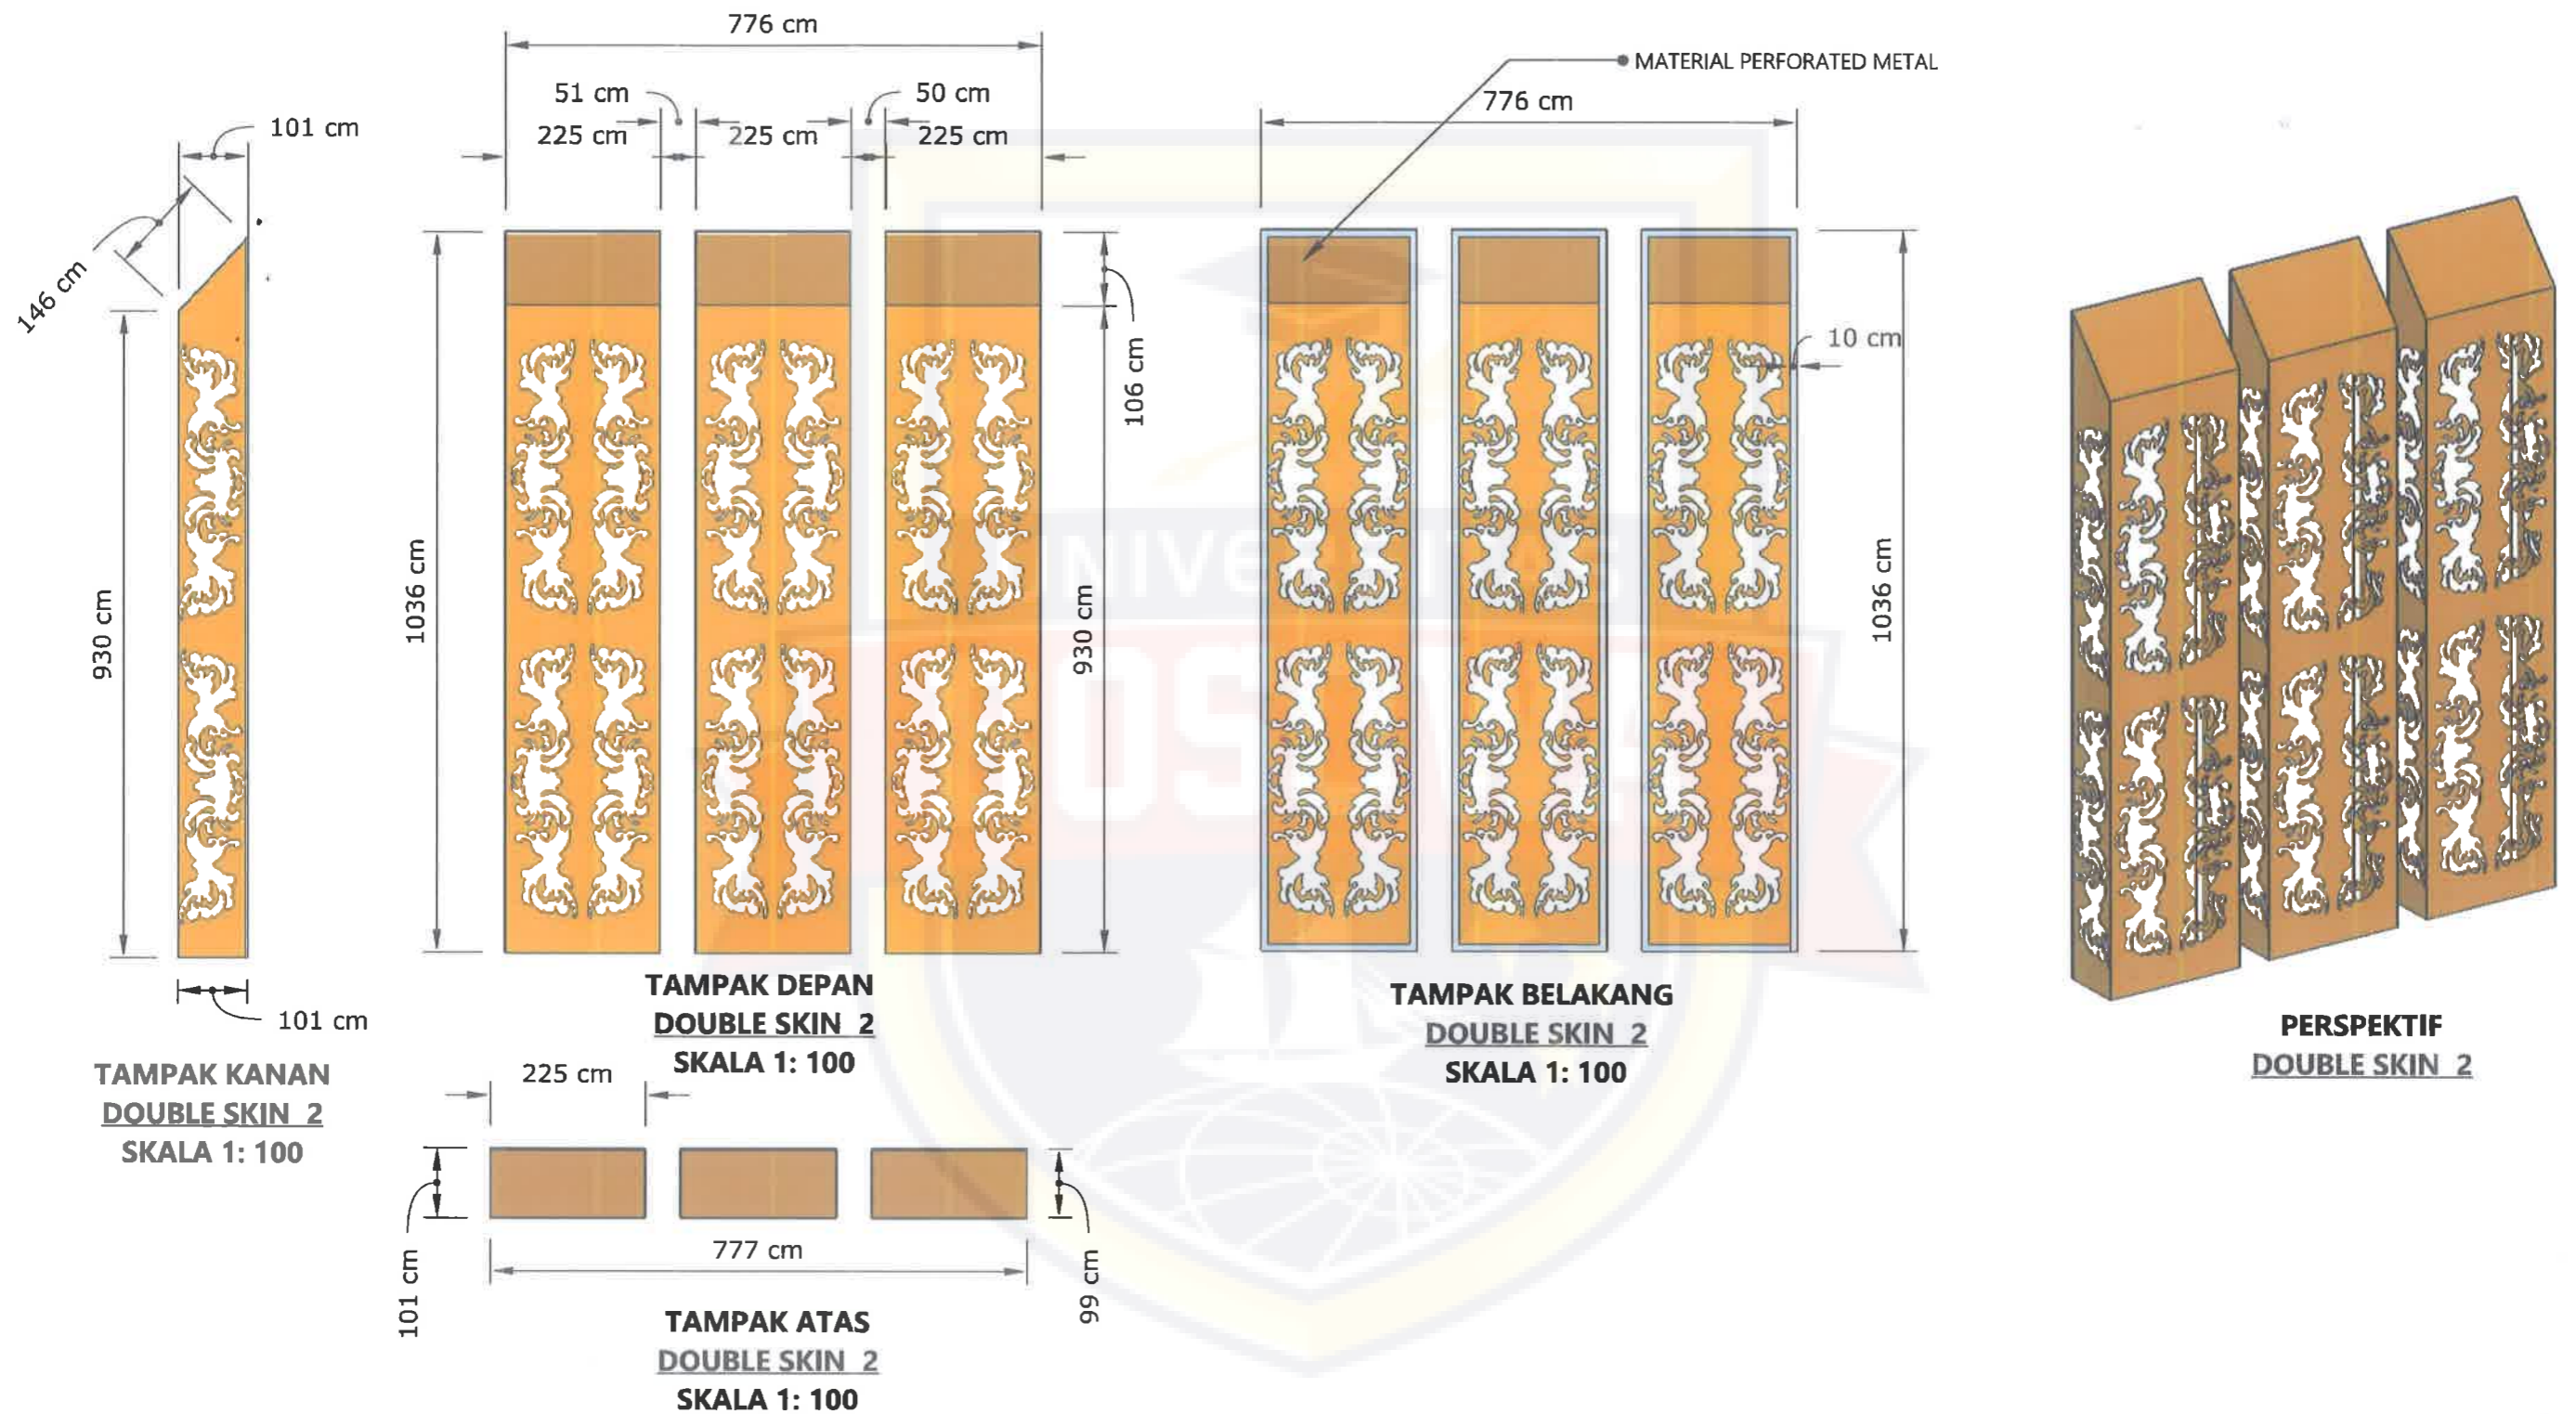 776 cm
51 cm
50 cm
225 cm
225 cm
225 cm
101 cm
146 cm
930 cm
101 cm
TAMPAK KANAN
DOUBLE SKIN 2
SKALA 1: 100
1036 cm
106 cm
930 cm
TAMPAK DEPAN
DOUBLE SKIN 2
SKALA 1: 100
MATERIAL PERFORATED METAL
776 cm
10 cm
1036 cm
TAMPAK BELAKANG
DOUBLE SKIN 2
SKALA 1: 100
PERSPEKTIF
DOUBLE SKIN 2
225 cm
101 cm
99 cm
777 cm
TAMPAK ATAS
DOUBLE SKIN 2
SKALA 1: 100
UNIVERSITAS